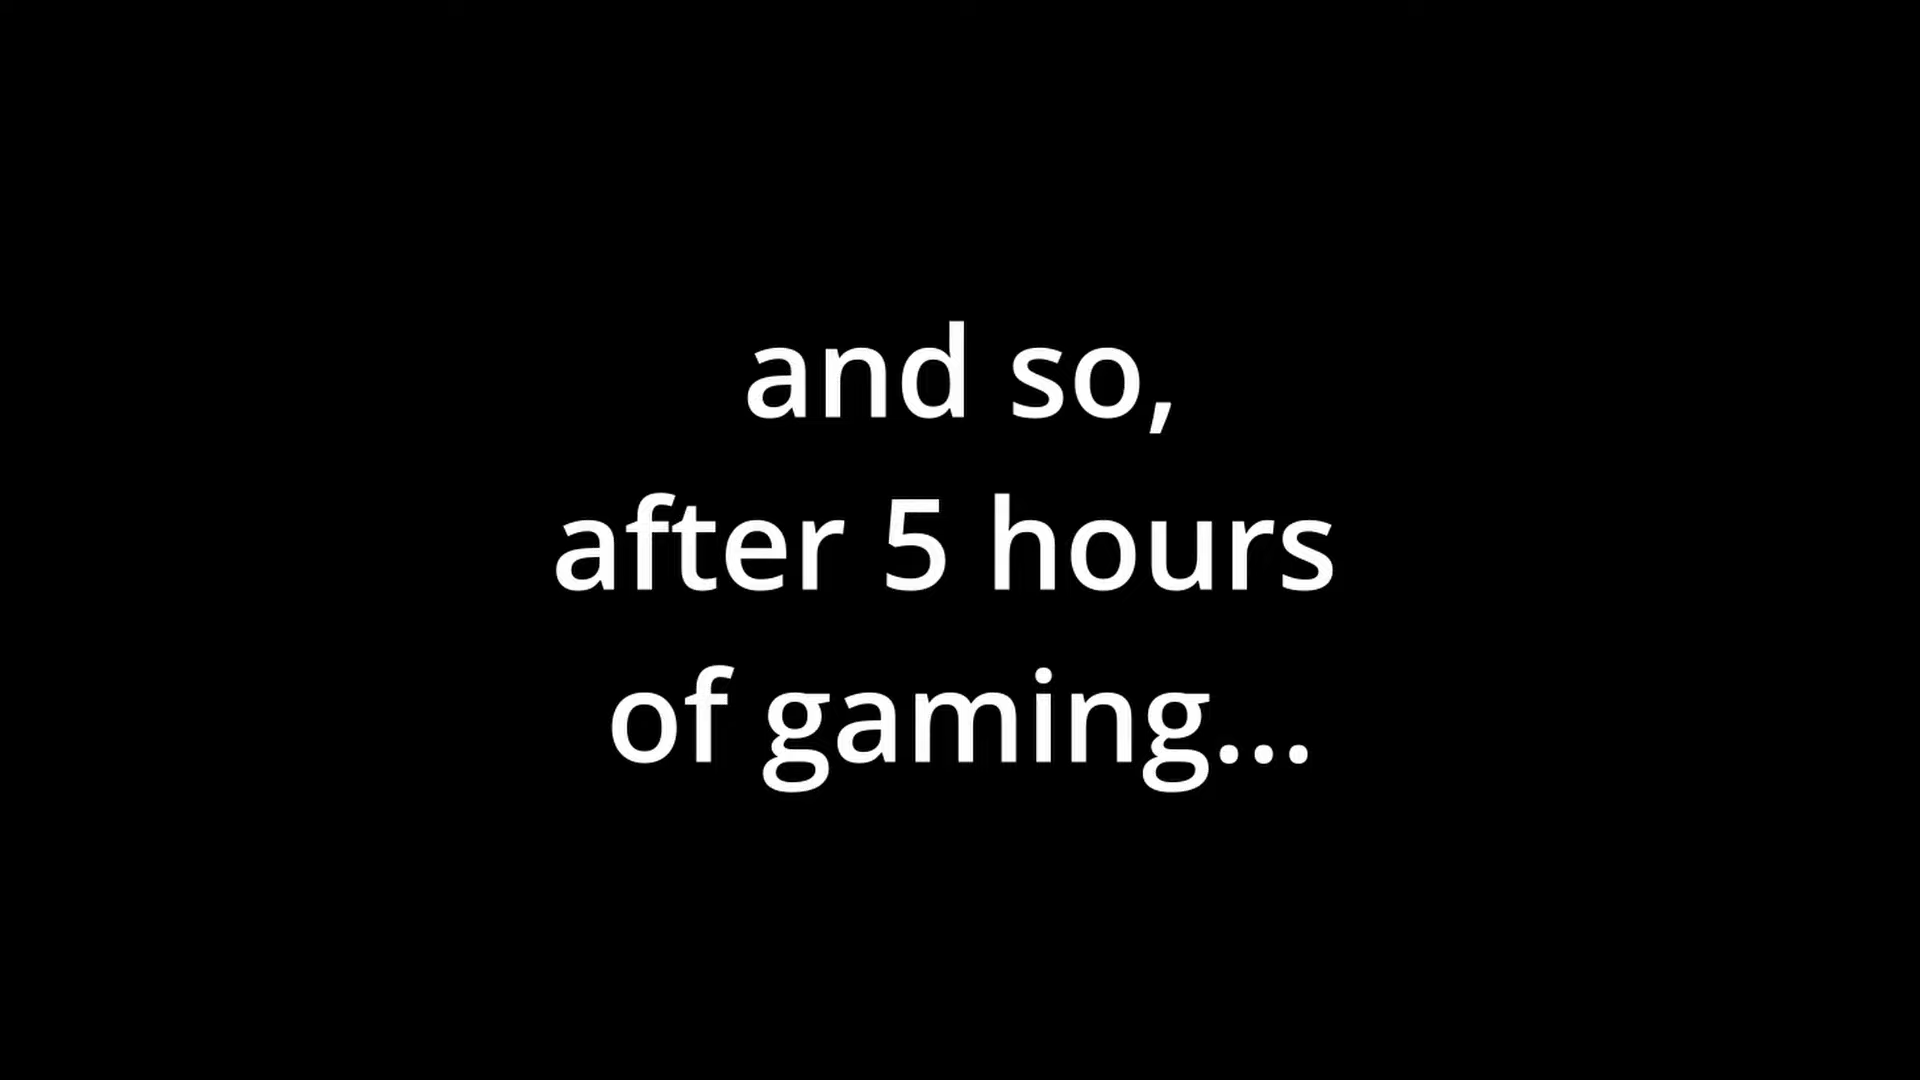 and so,
after 5 hours
of gaming...